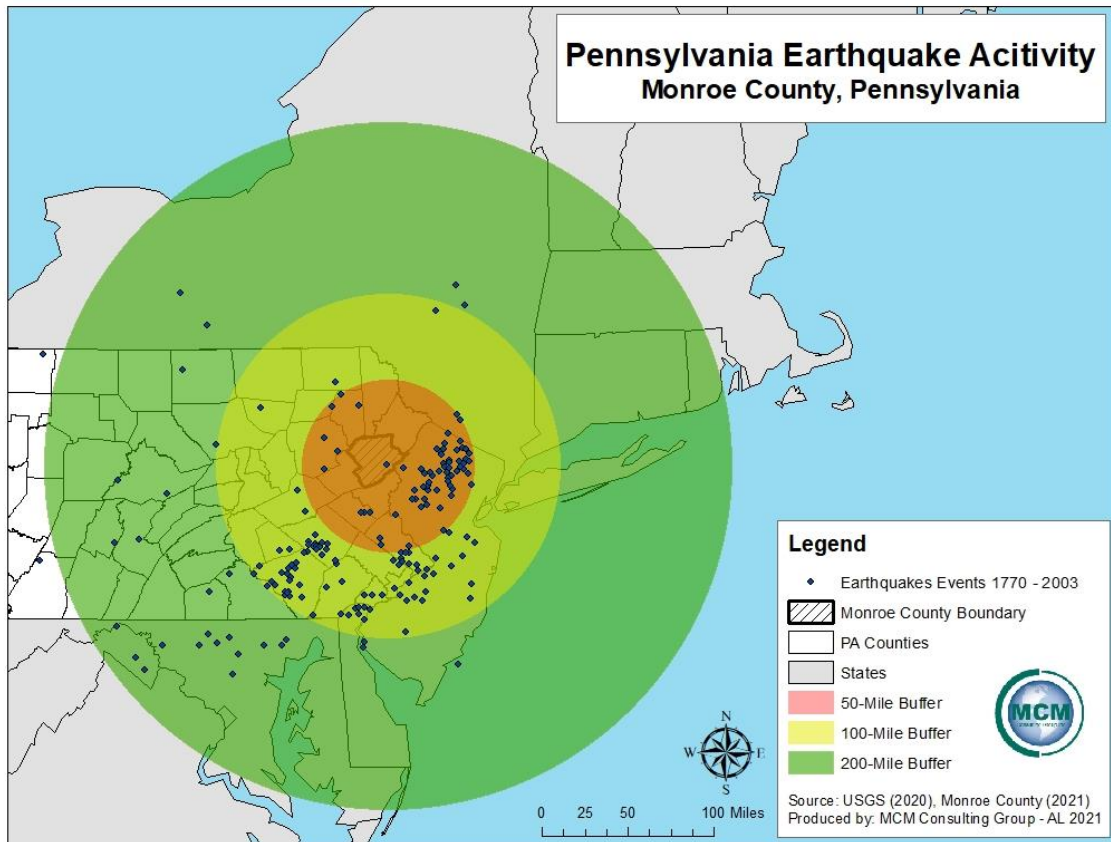 Pennsylvania Earthquake Acitivity
Monroe County, Pennsylvania
Legend
Earthquakes Events 1770 - 2003
Monroe County Boundary
PA Counties
States
50-Mile Buffer
100-Mile Buffer
200-Mile Buffer
MCM
N
W E
S
0 25 50 100 Miles
Source: USGS (2020), Monroe County (2021)
Produced by: MCM Consulting Group - AL 2021